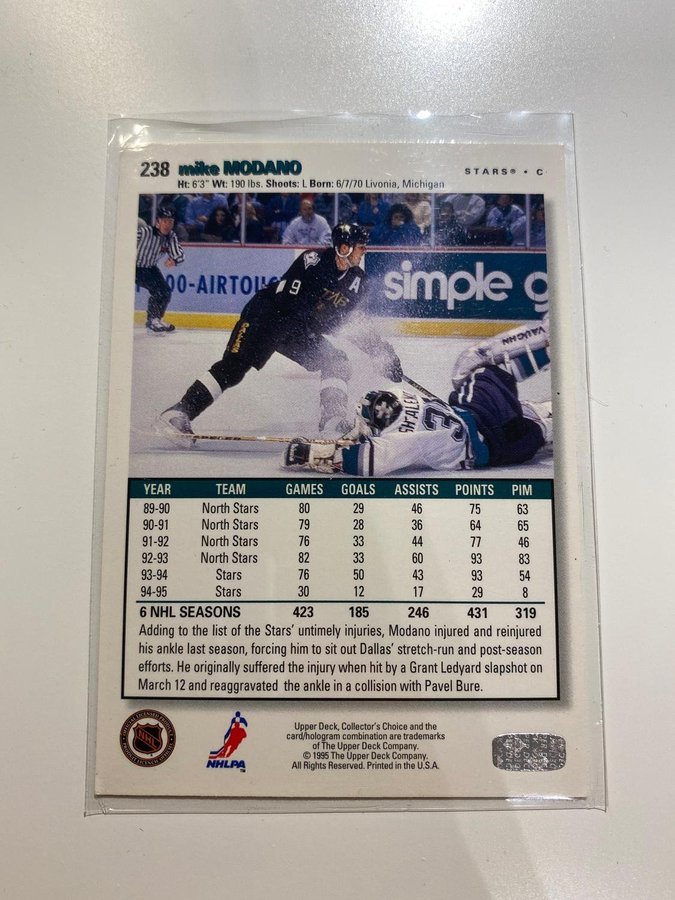 238 mike MODANO
STARS® • C
Ht: 6'3" Wt: 190 lbs. Shoots: L Born: 6/7/70 Livonia, Michigan
00-AIRTOUC
simple g
A
9
VAUGHN
SHTALEN
3
YEAR TEAM GAMES GOALS ASSISTS POINTS PIM
89-90 North Stars 80 29 46 75 63
90-91 North Stars 79 28 36 64 65
91-92 North Stars 76 33 44 77 46
92-93 North Stars 82 33 60 93 83
93-94 Stars 76 50 43 93 54
94-95 Stars 30 12 17 29 8
6 NHL SEASONS 423 185 246 431 319
Adding to the list of the Stars' untimely injuries, Modano injured and reinjured
his ankle last season, forcing him to sit out Dallas' stretch-run and post-season
efforts. He originally suffered the injury when hit by a Grant Ledyard slapshot on
March 12 and reaggravated the ankle in a collision with Pavel Bure.
NHL
NHLPA
TM
Upper Deck, Collector's Choice and the
card/hologram combination are trademarks
of The Upper Deck Company.
© 1995 The Upper Deck Company.
All Rights Reserved. Printed in the U.S.A.